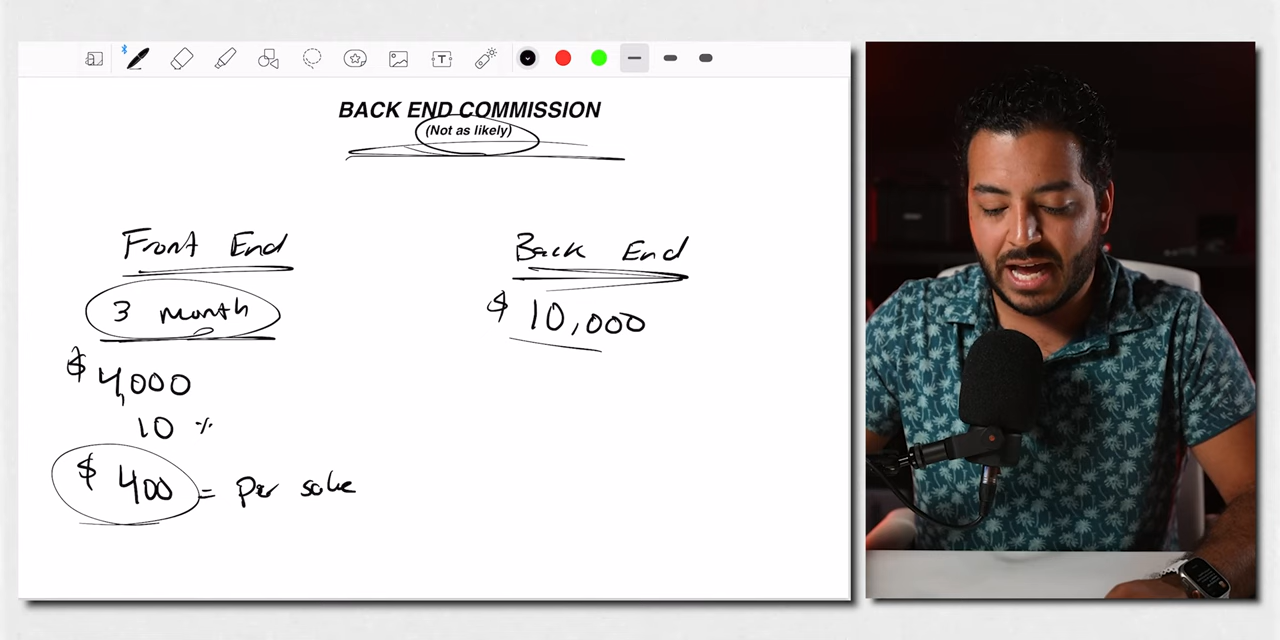 BACK END COMMISSION
(Not as likely)
Front End
3 month
$4,000
10 %
$400 = per sale
Back End
$10,000